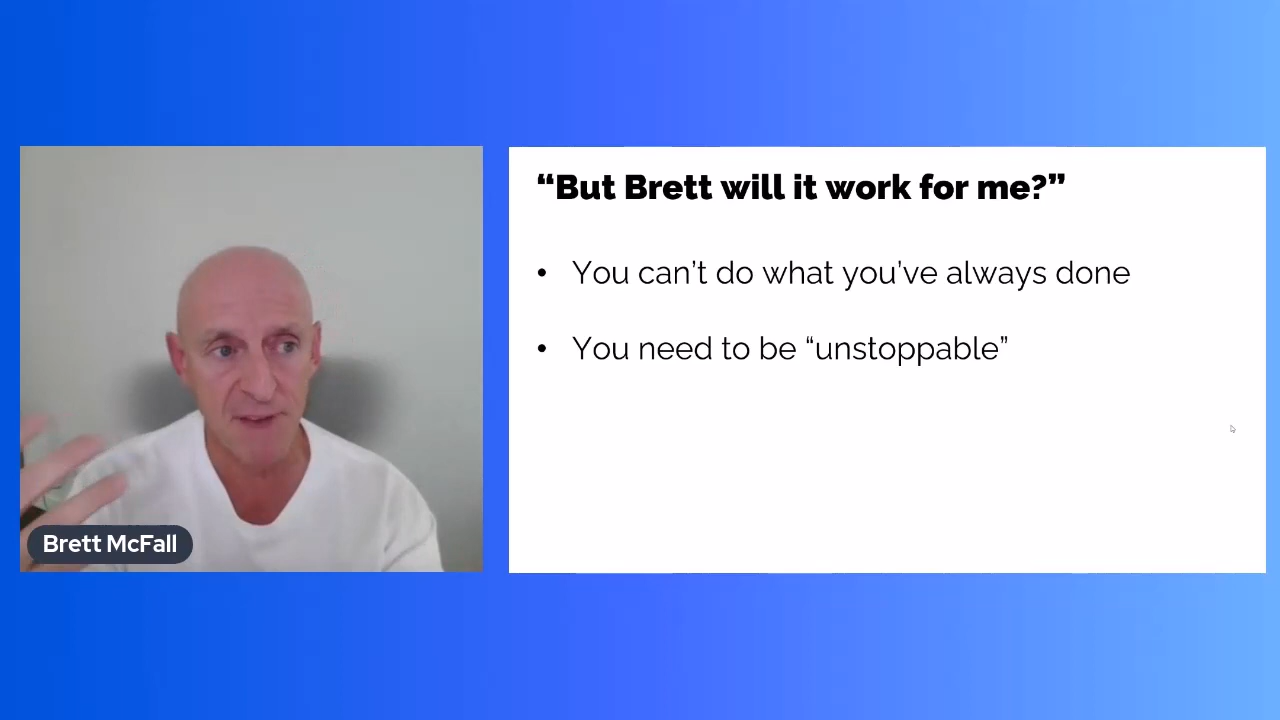 “But Brett will it work for me?”
• You can’t do what you’ve always done
• You need to be “unstoppable”
Brett McFall